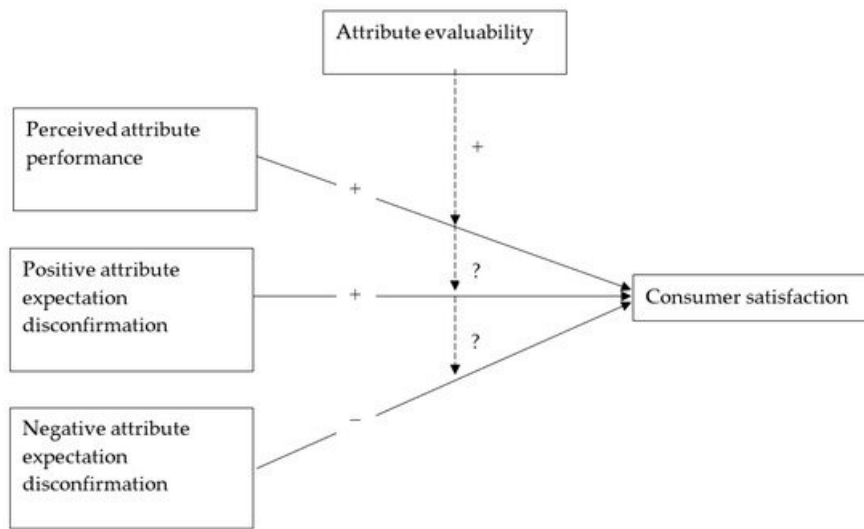 Attribute evaluability
Perceived attribute
performance
+
+
Positive attribute
expectation
disconfirmation
+
?
Consumer satisfaction
?
Negative attribute
expectation
disconfirmation
−